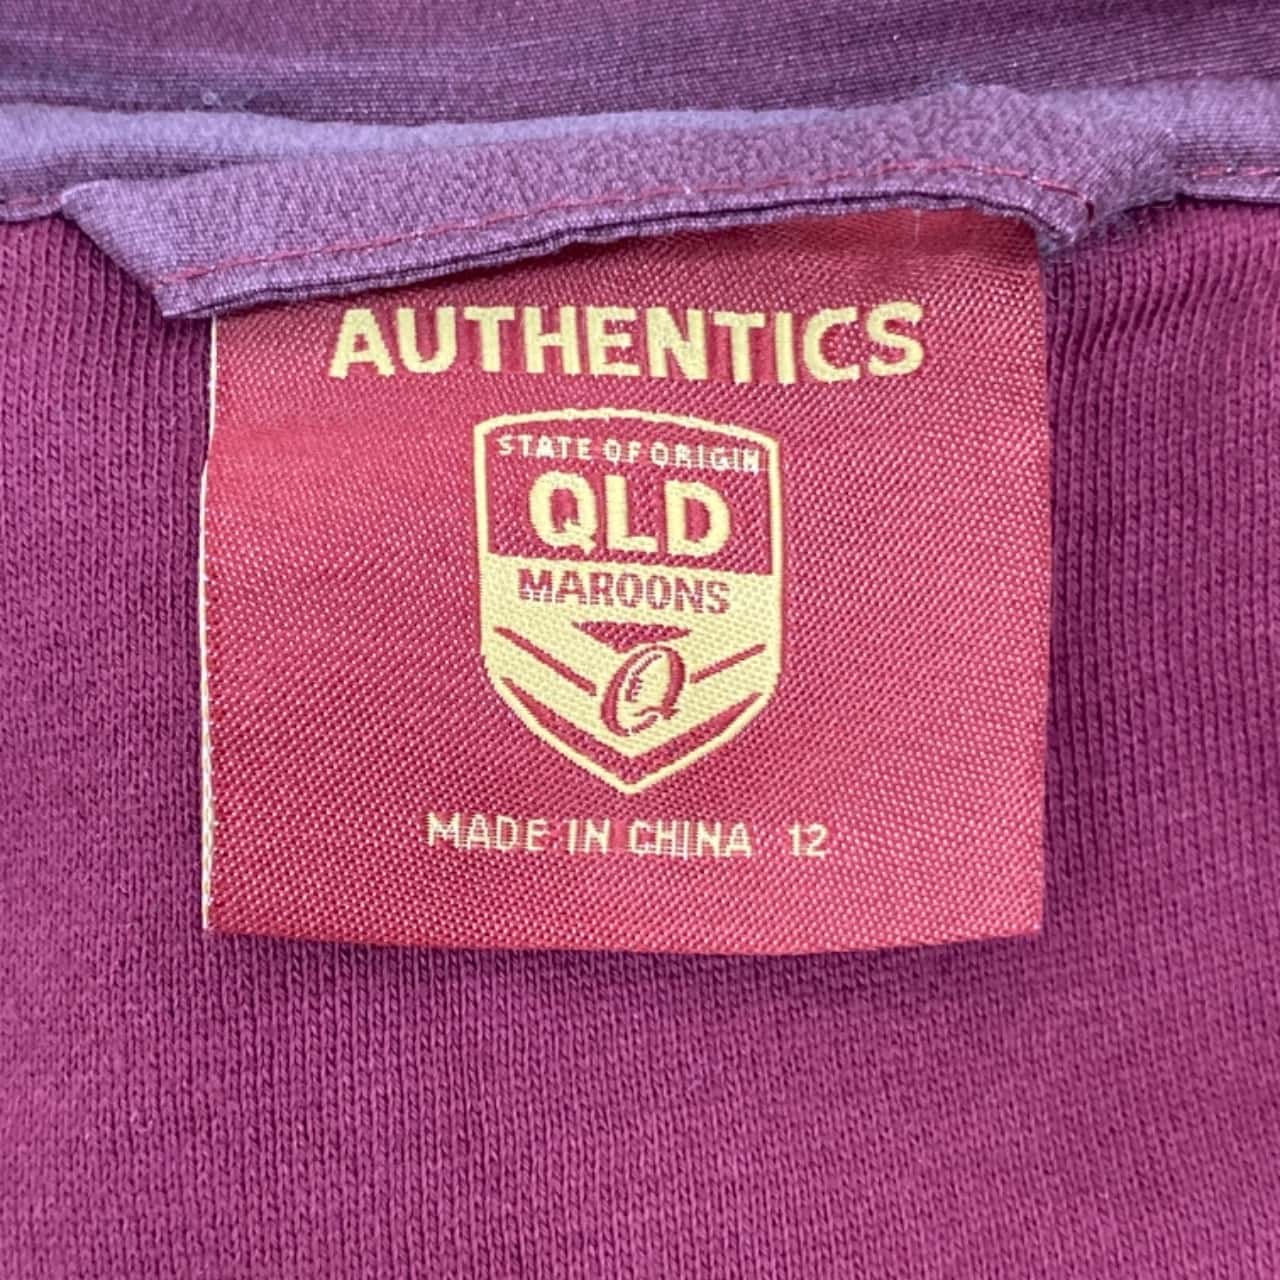 AUTHENTICS
STATE OF ORIGIN
QLD
MAROONS
MADE IN CHINA 12